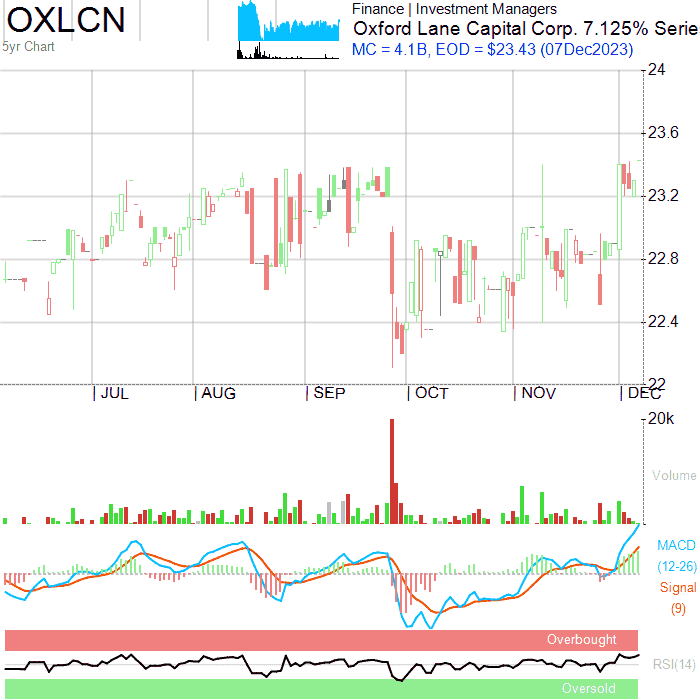 OXLCN
5yr Chart
Finance | Investment Managers
Oxford Lane Capital Corp. 7.125% Serie
MC = 4.1B, EOD = $23.43 (07Dec2023)
24
23.6
23.2
22.8
22.4
22
JUL AUG SEP OCT NOV DEC
20k
Volume
MACD
(12-26)
Signal
(9)
Overbought
RSI(14)
Oversold